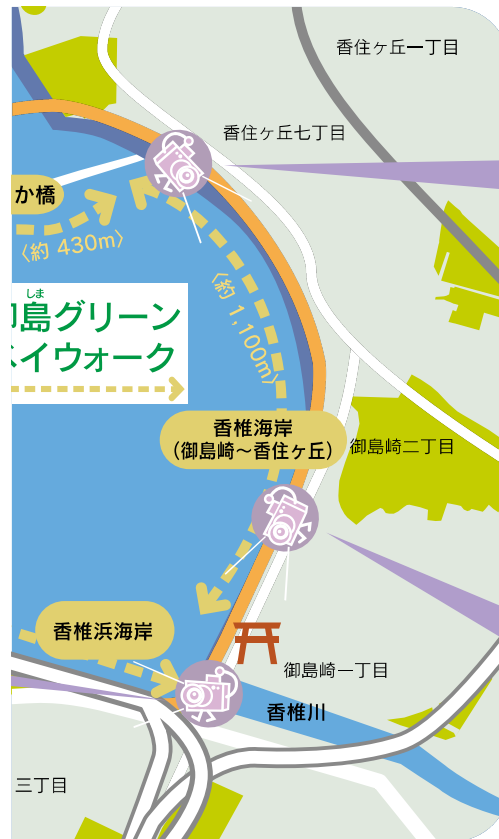 香住ヶ丘一丁目
香住ヶ丘七丁目
か橋
〈約 430m〉
〈約 1,100m〉
しま
島グリーン
イウォーク
香椎海岸
（御島崎〜香住ヶ丘）
御島崎二丁目
香椎浜海岸
御島崎一丁目
香椎川
三丁目